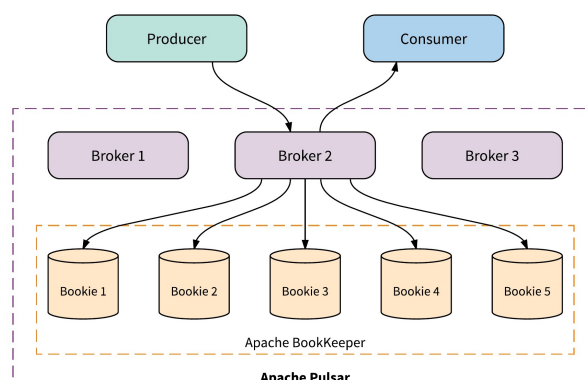 Producer
Consumer
Broker 1
Broker 2
Broker 3
Bookie 1
Bookie 2
Bookie 3
Bookie 4
Bookie 5
Apache BookKeeper
Apache Pulsar